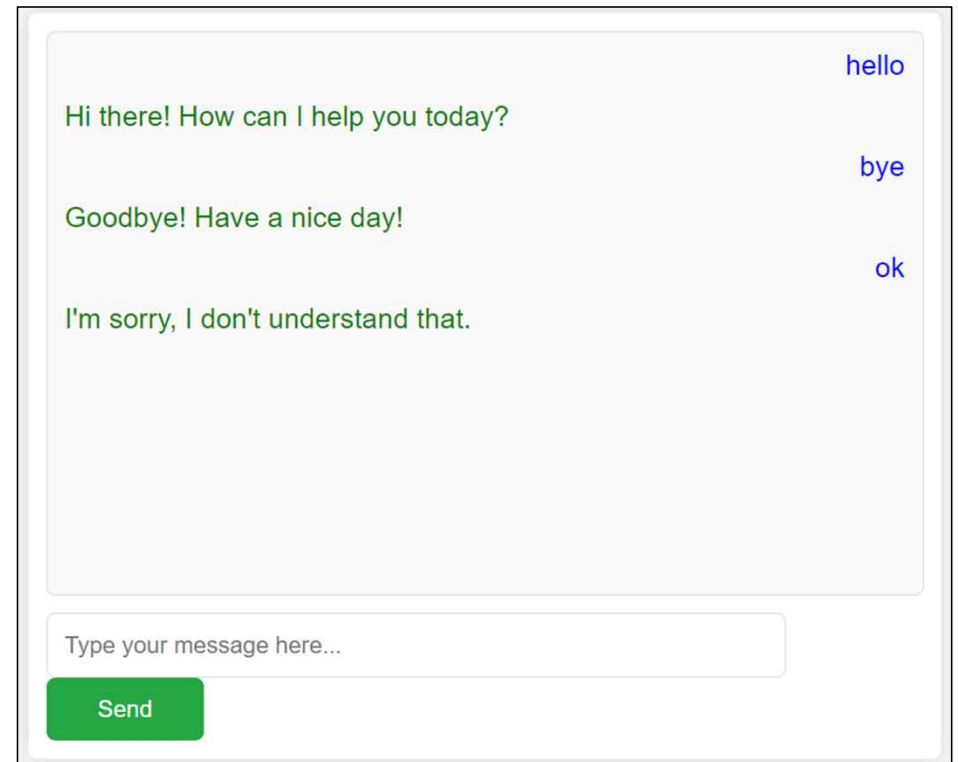 hello
Hi there! How can I help you today?
bye
Goodbye! Have a nice day!
ok
I'm sorry, I don't understand that.
Type your message here...
Send